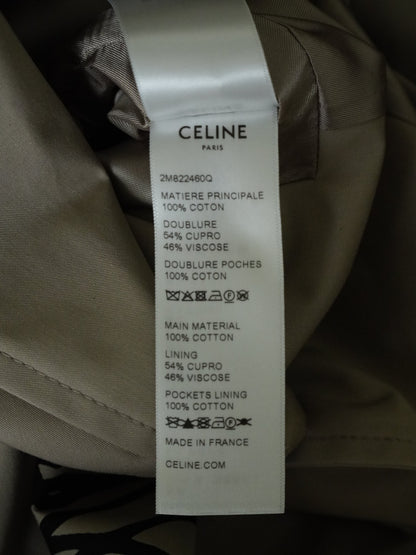 CELINE
PARIS
2M822460Q
MATIERE PRINCIPALE
100% COTON
DOUBLURE
54% CUPRO
46% VISCOSE
DOUBLURE POCHES
100% COTON
MAIN MATERIAL
100% COTTON
LINING
54% CUPRO
46% VISCOSE
POCKETS LINING
100% COTTON
MADE IN FRANCE
CELINE.COM